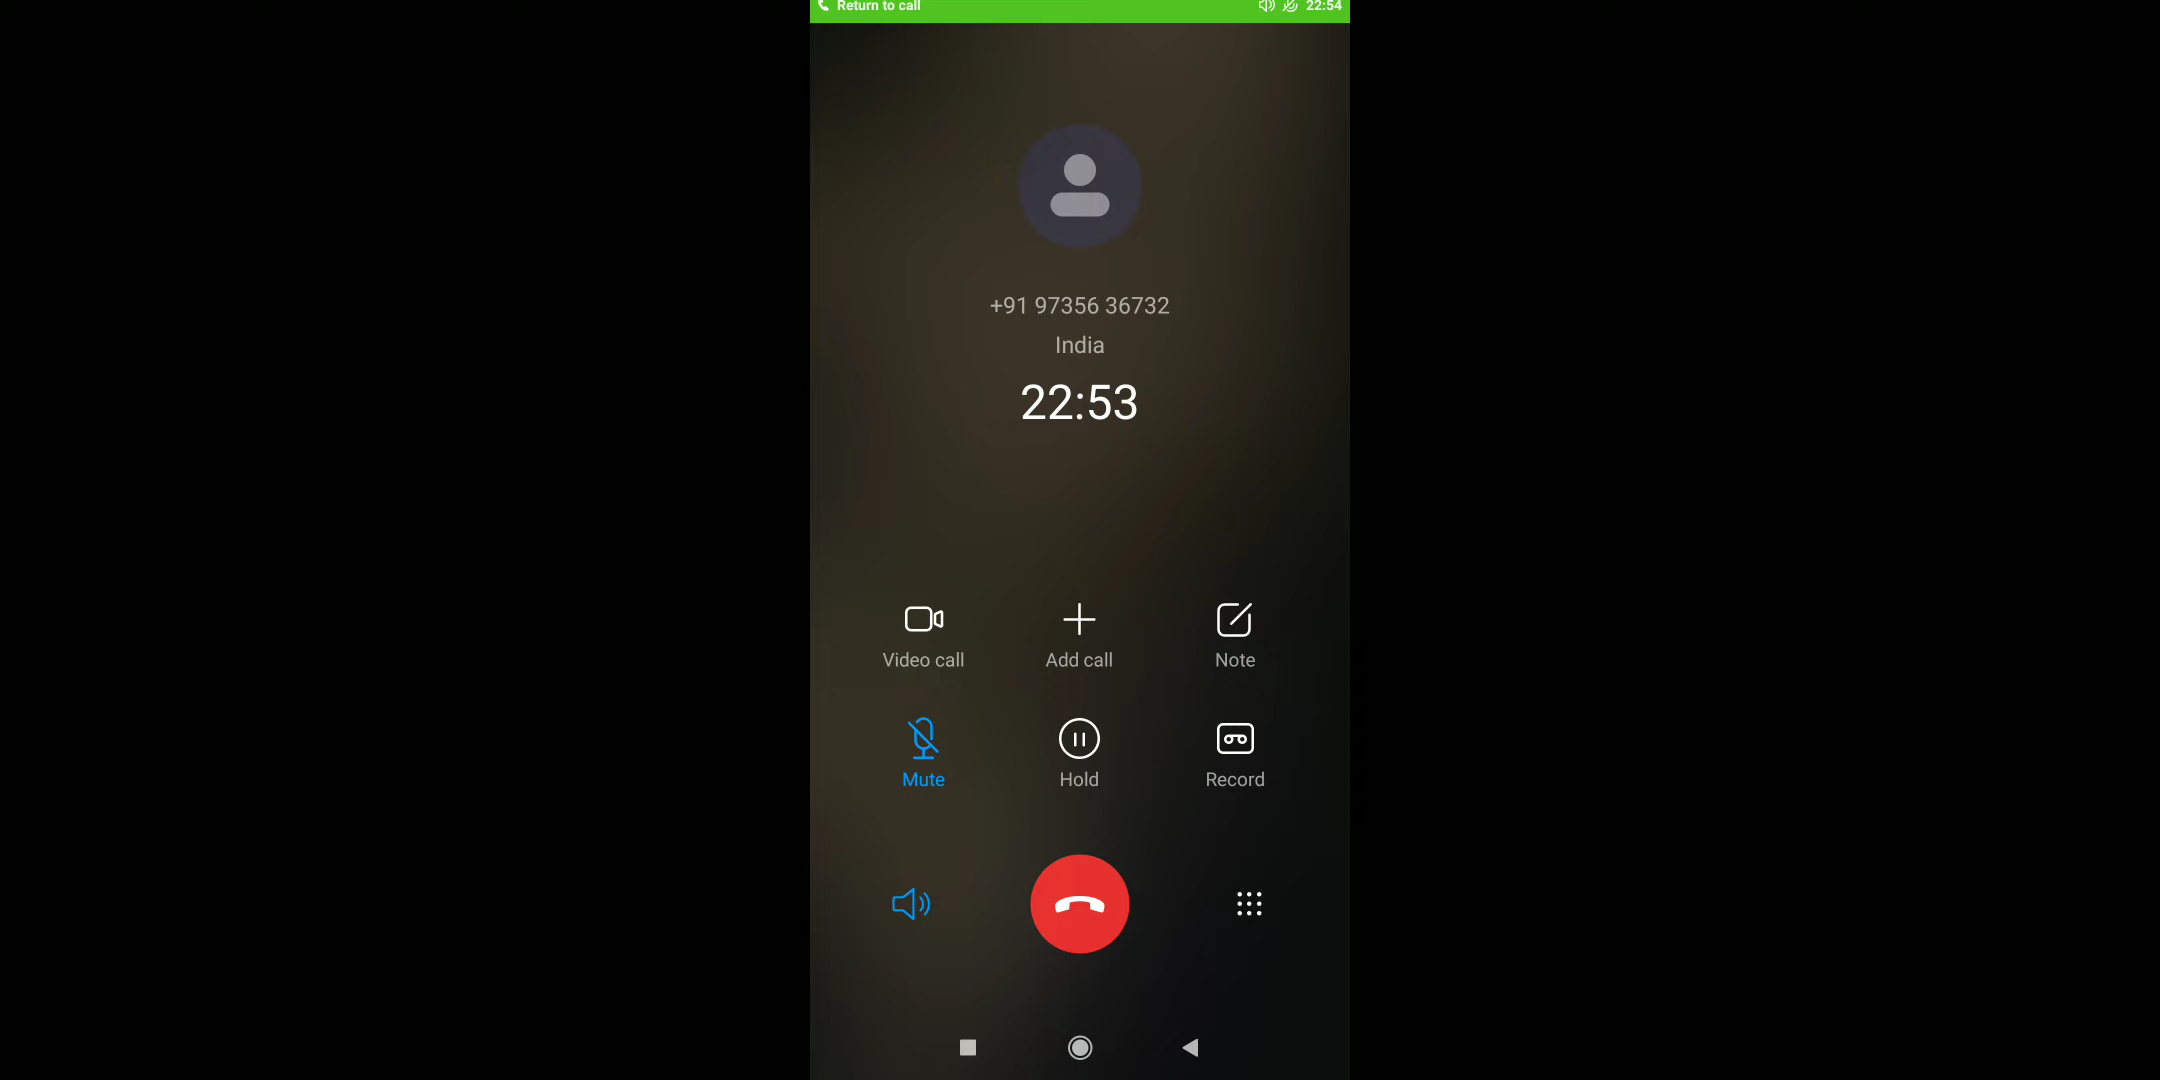 Return to call 22:54
+91 97356 36732
India
22:53
Video call Add call Note
Mute Hold Record